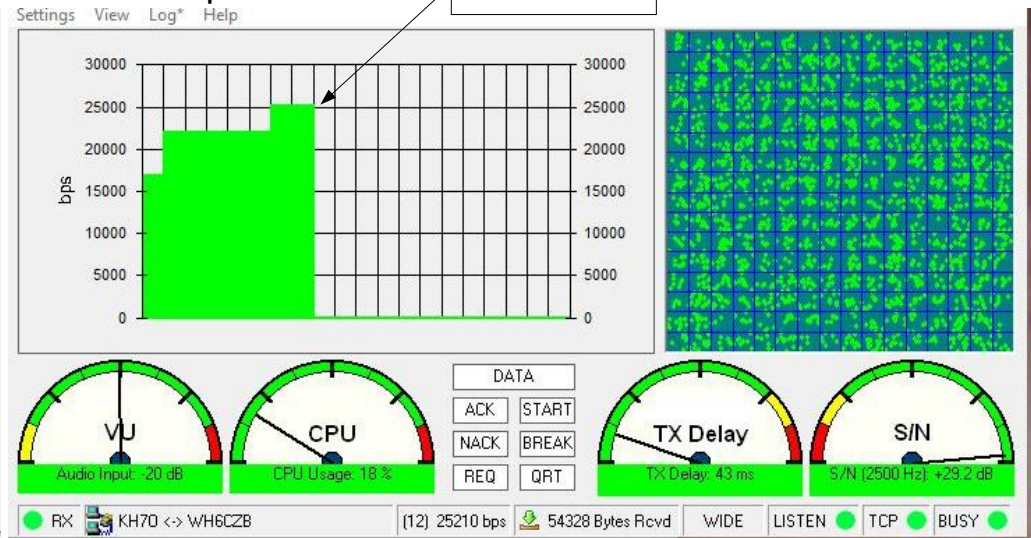 Settings View Log* Help
30000 30000
25000 25000
20000 20000
15000 15000
10000 10000
5000 5000
0 0
bps
VU
Audio Input: -20 dB
CPU
CPU Usage: 18 %
DATA
ACK START
NACK BREAK
REQ QRT
TX Delay
TX Delay: 43 ms
S/N
S/N (2500 Hz): +29.2 dB
RX KH7O <-> WH6CZB (12) 25210 bps 54328 Bytes Rcvd WIDE LISTEN TCP BUSY